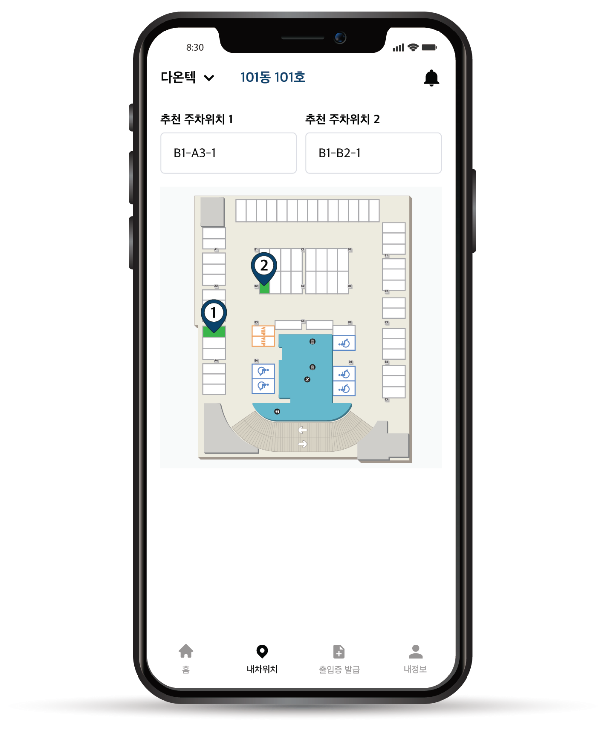 8:30
다온텍
101동 101호
추천 주차위치 1
추천 주차위치 2
B1-A3-1
B1-B2-1
2
1
홈
내차위치
출입증 발급
내정보